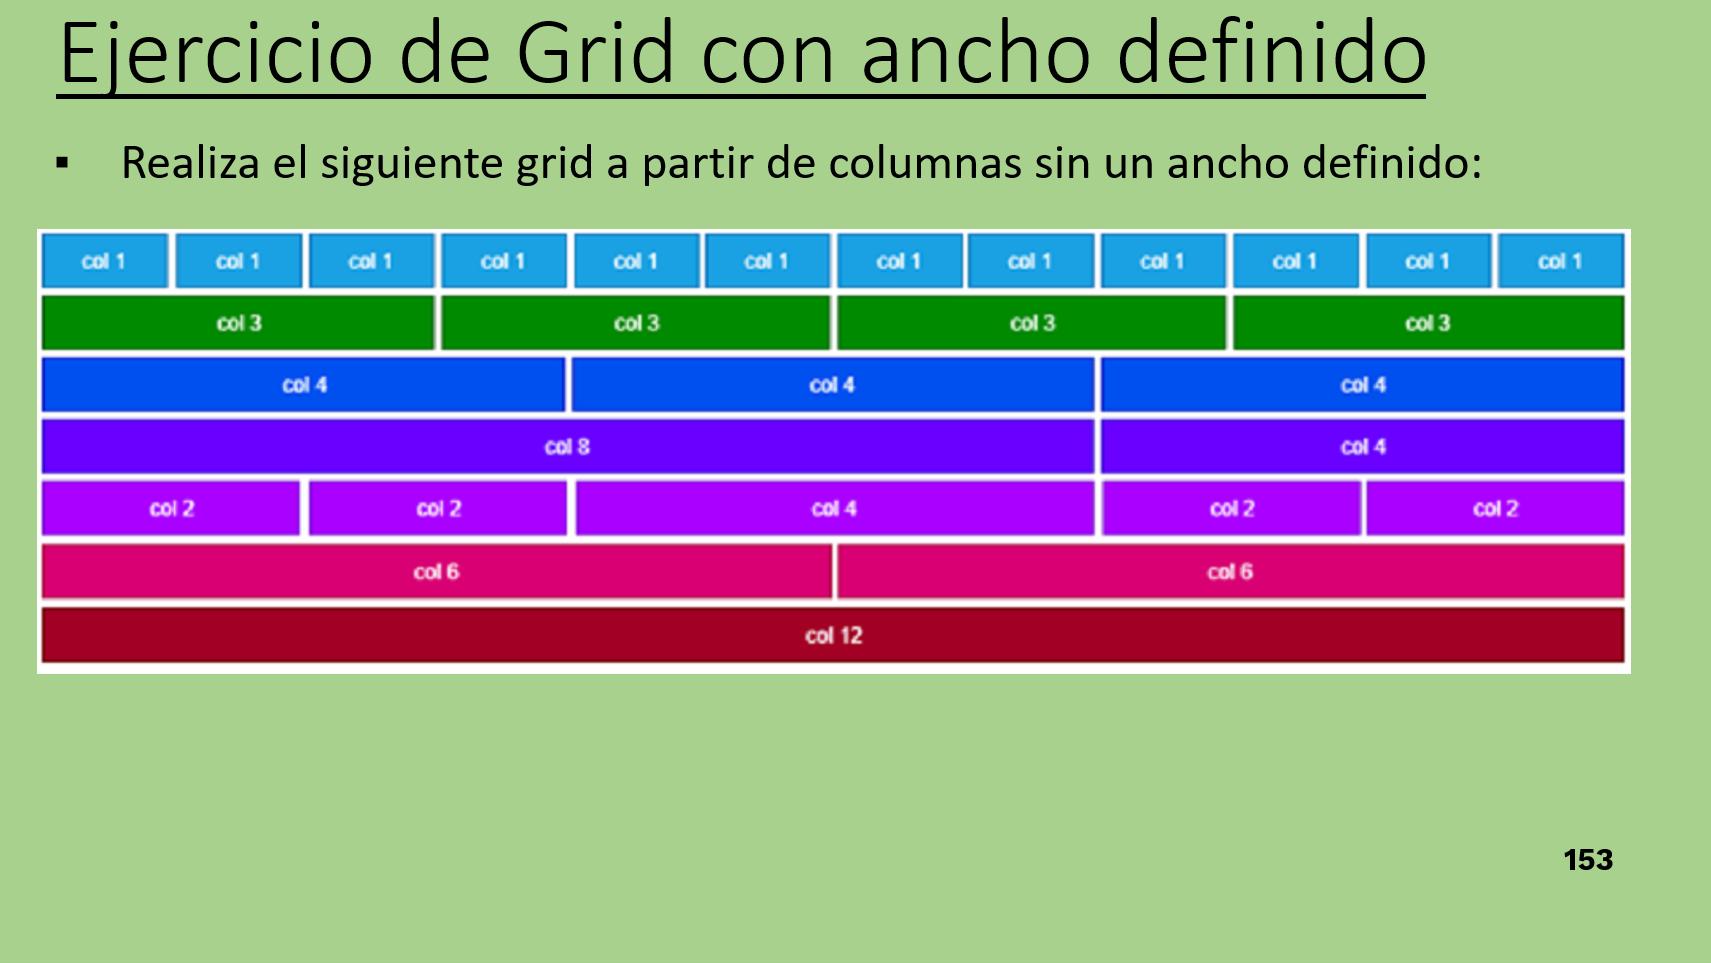 Ejercicio de Grid con ancho definido
▪ Realiza el siguiente grid a partir de columnas sin un ancho definido:
col 1 col 1 col 1 col 1 col 1 col 1 col 1 col 1 col 1 col 1 col 1 col 1
col 3 col 3 col 3 col 3
col 4 col 4 col 4
col 8 col 4
col 2 col 2 col 4 col 2 col 2
col 6 col 6
col 12
153